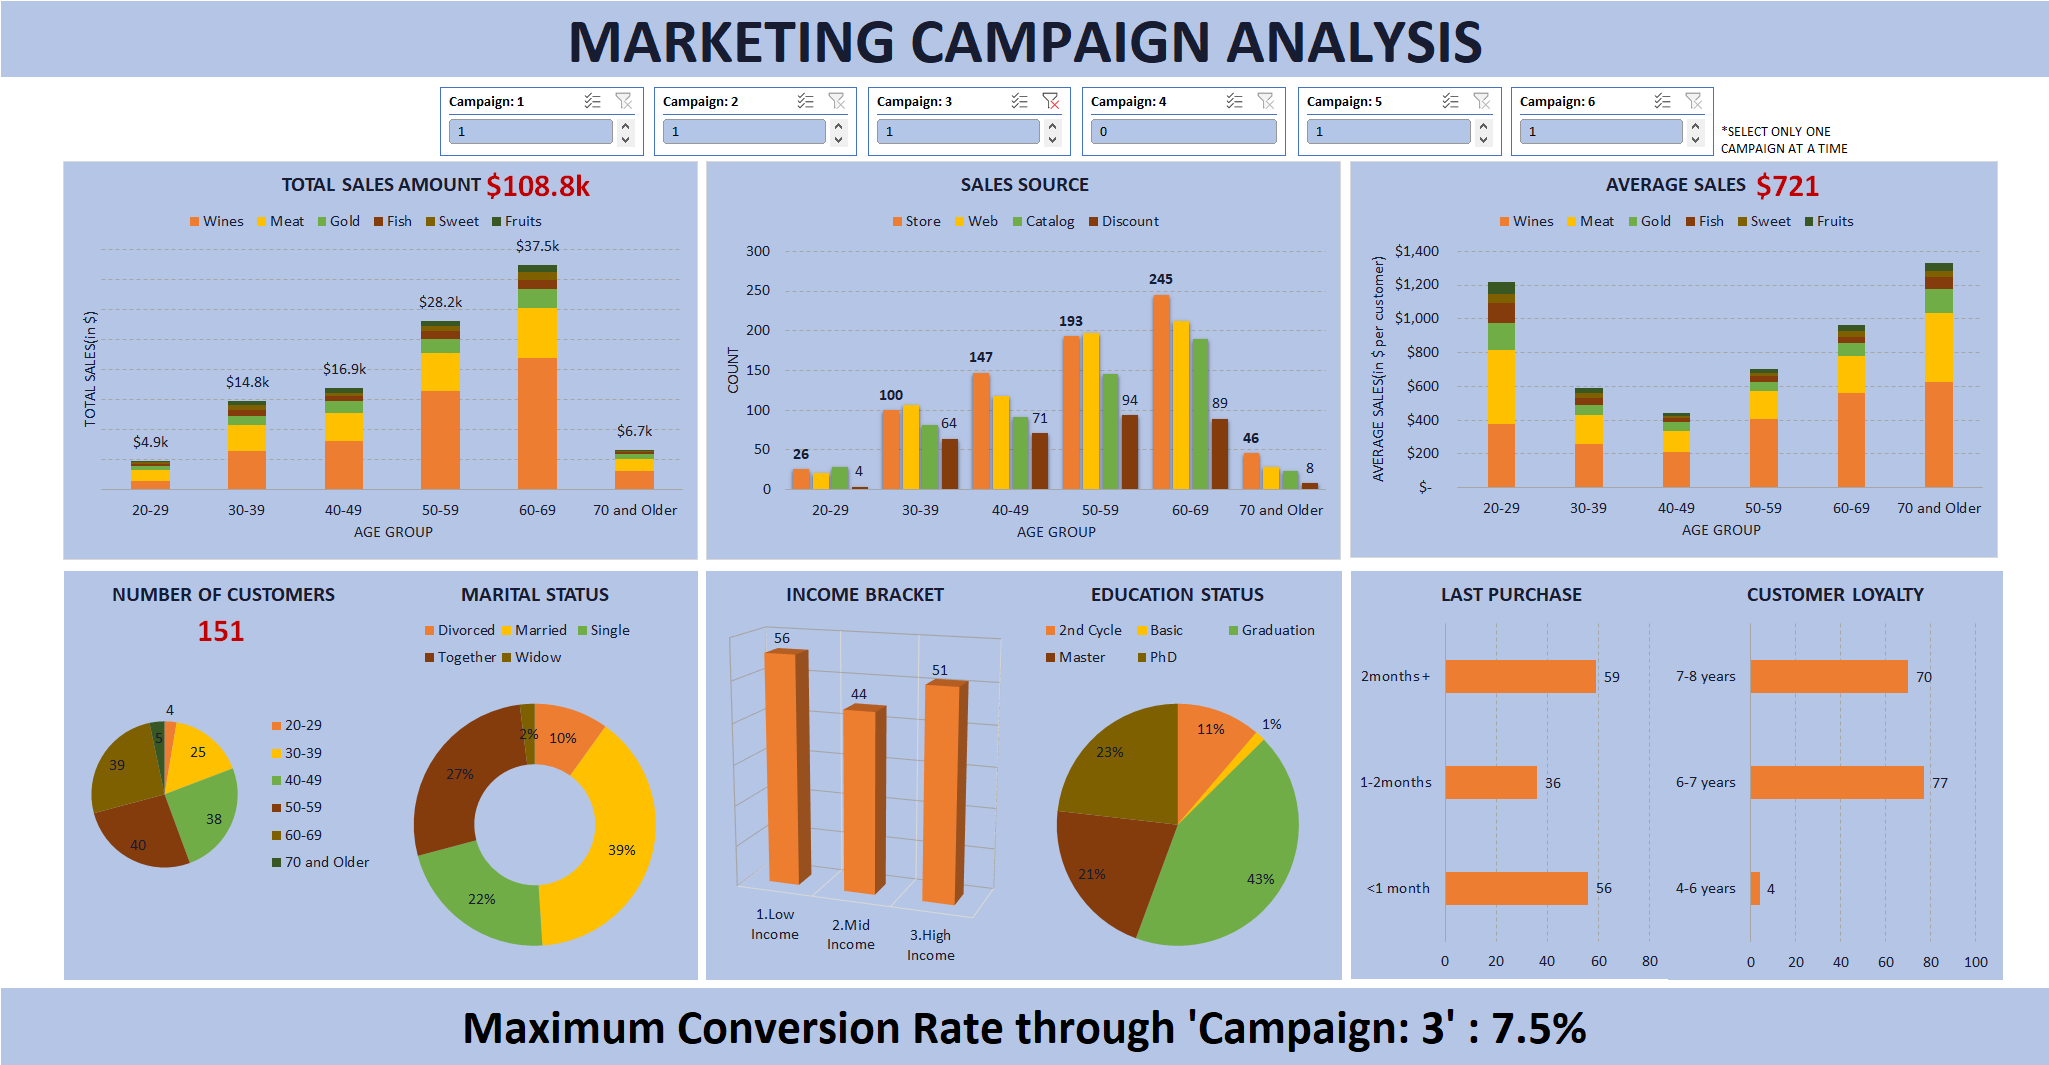 MARKETING CAMPAIGN ANALYSIS
Campaign: 1
1
Campaign: 2
1
Campaign: 3
1
Campaign: 4
0
Campaign: 5
1
Campaign: 6
1
*SELECT ONLY ONE
CAMPAIGN AT A TIME
TOTAL SALES AMOUNT $108.8k
Wines Meat Gold Fish Sweet Fruits
TOTAL SALES(in $)
$4.9k
$14.8k
$16.9k
$28.2k
$37.5k
$6.7k
20-29 30-39 40-49 50-59 60-69 70 and Older
AGE GROUP
SALES SOURCE
Store Web Catalog Discount
COUNT
300
250
200
150
100
50
0
26
4
100
64
147
71
193
94
245
89
46
8
20-29 30-39 40-49 50-59 60-69 70 and Older
AGE GROUP
AVERAGE SALES $721
Wines Meat Gold Fish Sweet Fruits
AVERAGE SALES(in $ per customer)
$1,400
$1,200
$1,000
$800
$600
$400
$200
$-
20-29 30-39 40-49 50-59 60-69 70 and Older
AGE GROUP
NUMBER OF CUSTOMERS
151
4
25
38
40
39
5
20-29
30-39
40-49
50-59
60-69
70 and Older
MARITAL STATUS
Divorced Married Single
Together Widow
10%
39%
22%
27%
2%
INCOME BRACKET
56
44
51
1.Low
Income
2.Mid
Income
3.High
Income
EDUCATION STATUS
2nd Cycle Basic Graduation
Master PhD
11%
1%
43%
21%
23%
LAST PURCHASE
2months+ 59
1-2months 36
<1 month 56
0 20 40 60 80
CUSTOMER LOYALTY
7-8 years 70
6-7 years 77
4-6 years 4
0 20 40 60 80 100
Maximum Conversion Rate through 'Campaign: 3' : 7.5%